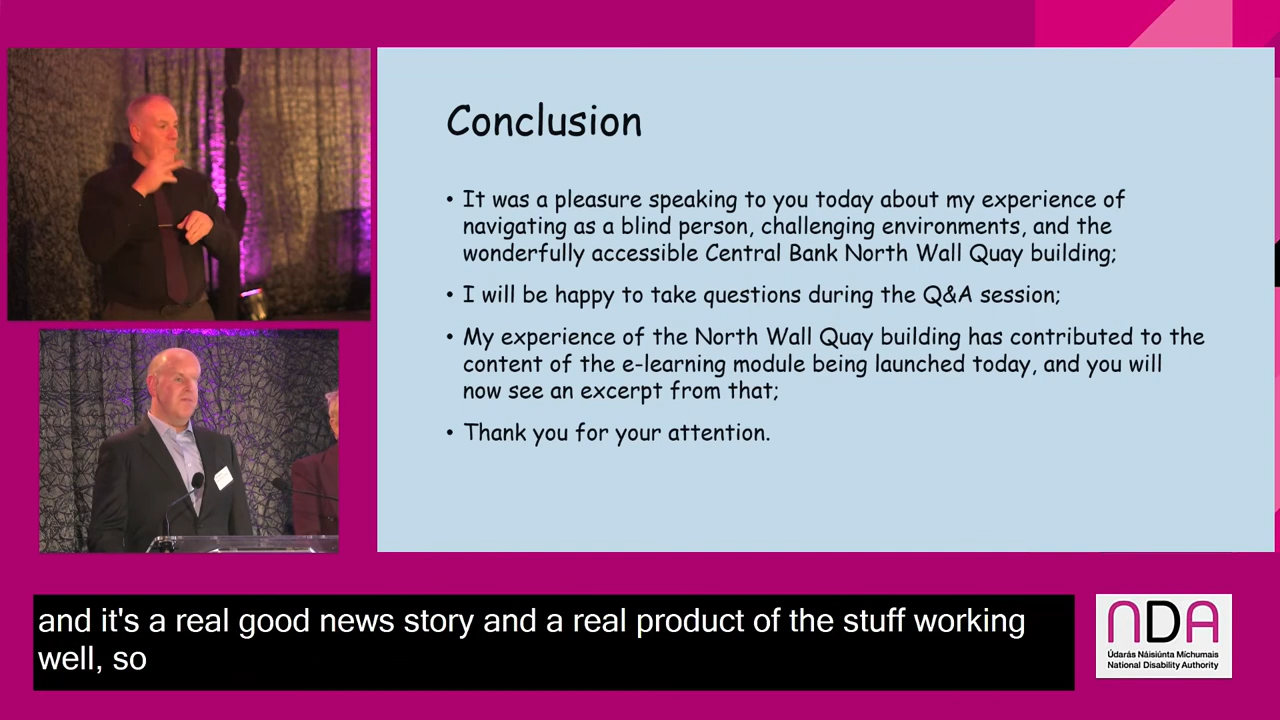 Conclusion
• It was a pleasure speaking to you today about my experience of
navigating as a blind person, challenging environments, and the
wonderfully accessible Central Bank North Wall Quay building;
• I will be happy to take questions during the Q&A session;
• My experience of the North Wall Quay building has contributed to the
content of the e-learning module being launched today, and you will
now see an excerpt from that;
• Thank you for your attention.
and it's a real good news story and a real product of the stuff working
well, so
NDA
Údarás Náisiúnta Míchumais
National Disability Authority